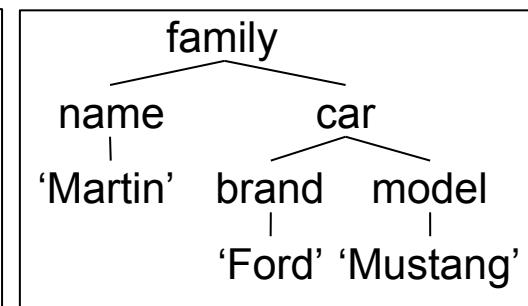 family
name car
‘Martin’ brand model
‘Ford’ ‘Mustang’